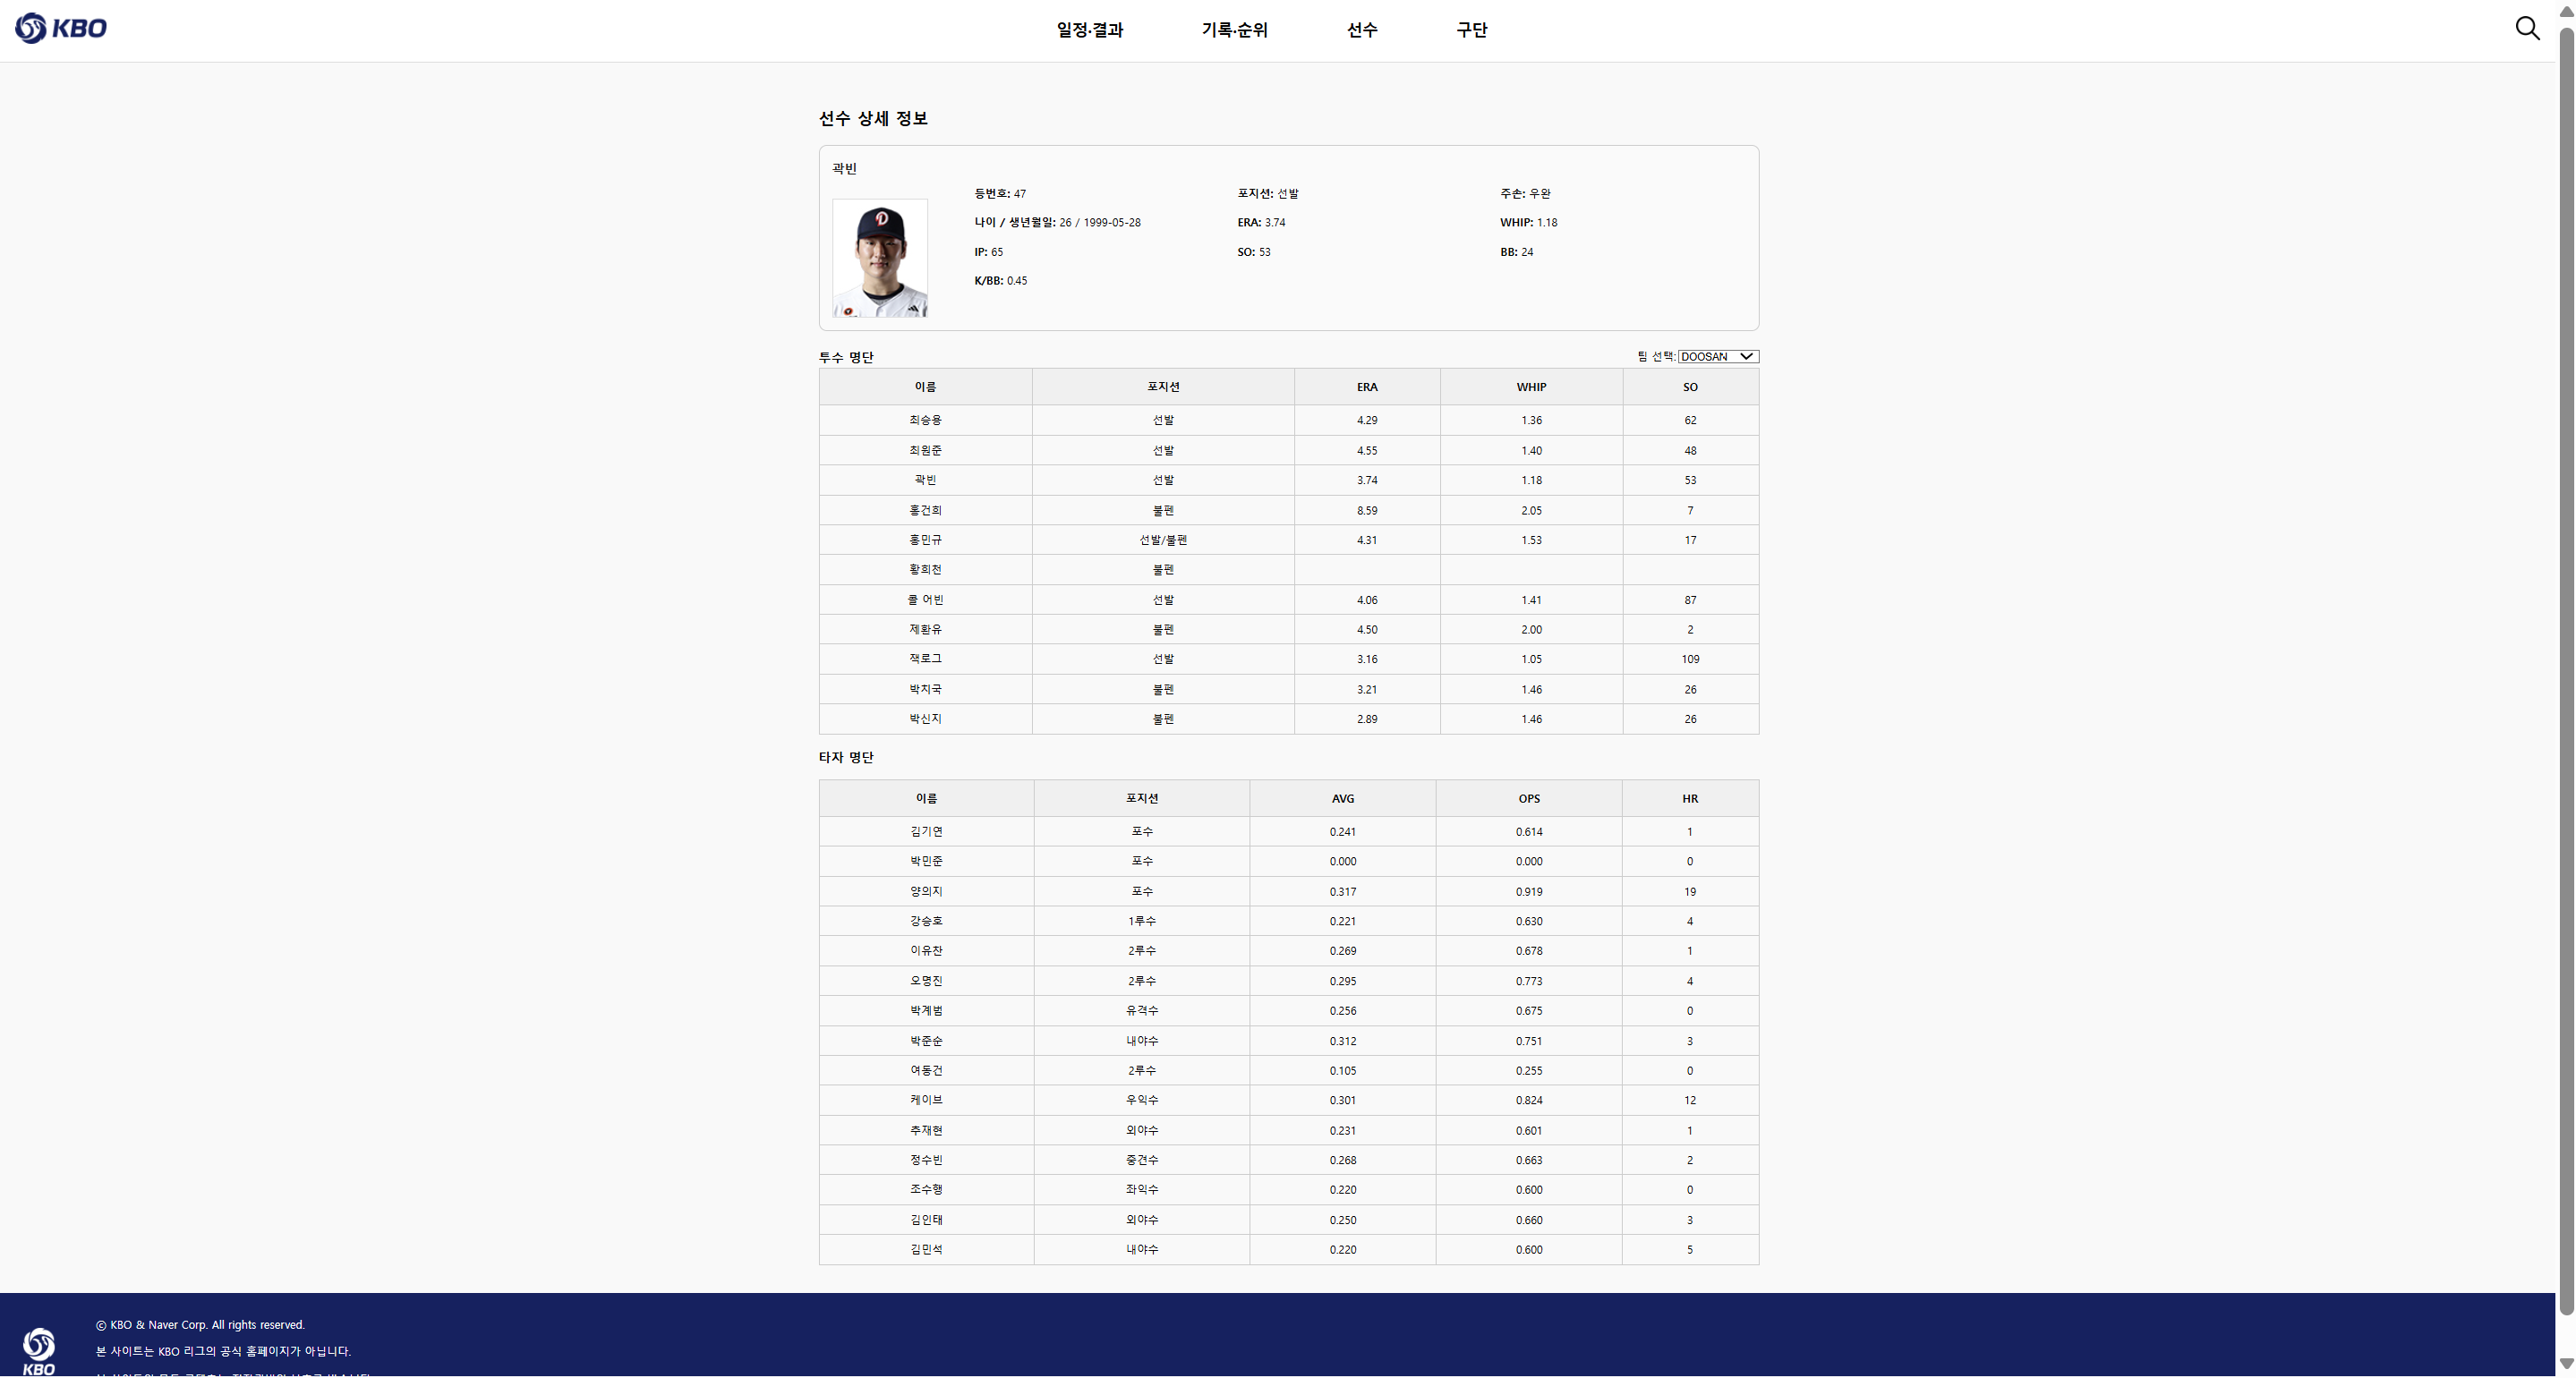 KBO
일정·결과 기록·순위 선수 구단
선수 상세 정보
곽빈
등번호: 47 포지션: 선발 주손: 우완
나이 / 생년월일: 26 / 1999-05-28 ERA: 3.74 WHIP: 1.18
IP: 65 SO: 53 BB: 24
K/BB: 0.45
투수 명단 팀 선택: DOOSAN
이름 포지션 ERA WHIP SO
최승용 선발 4.29 1.36 62
최원준 선발 4.55 1.40 48
곽빈 선발 3.74 1.18 53
홍건희 불펜 8.59 2.05 7
홍민규 선발/불펜 4.31 1.53 17
황희천 불펜
콜 어빈 선발 4.06 1.41 87
제환유 불펜 4.50 2.00 2
잭로그 선발 3.16 1.05 109
박치국 불펜 3.21 1.46 26
박신지 불펜 2.89 1.46 26
타자 명단
이름 포지션 AVG OPS HR
김기연 포수 0.241 0.614 1
박민준 포수 0.000 0.000 0
양의지 포수 0.317 0.919 19
강승호 1루수 0.221 0.630 4
이유찬 2루수 0.269 0.678 1
오명진 2루수 0.295 0.773 4
박계범 유격수 0.256 0.675 0
박준순 내야수 0.312 0.751 3
여동건 2루수 0.105 0.255 0
케이브 우익수 0.301 0.824 12
추재현 외야수 0.231 0.601 1
정수빈 중견수 0.268 0.663 2
조수행 좌익수 0.220 0.600 0
김인태 외야수 0.250 0.660 3
김민석 내야수 0.220 0.600 5
© KBO & Naver Corp. All rights reserved.
본 사이트는 KBO 리그의 공식 홈페이지가 아닙니다.
KBO